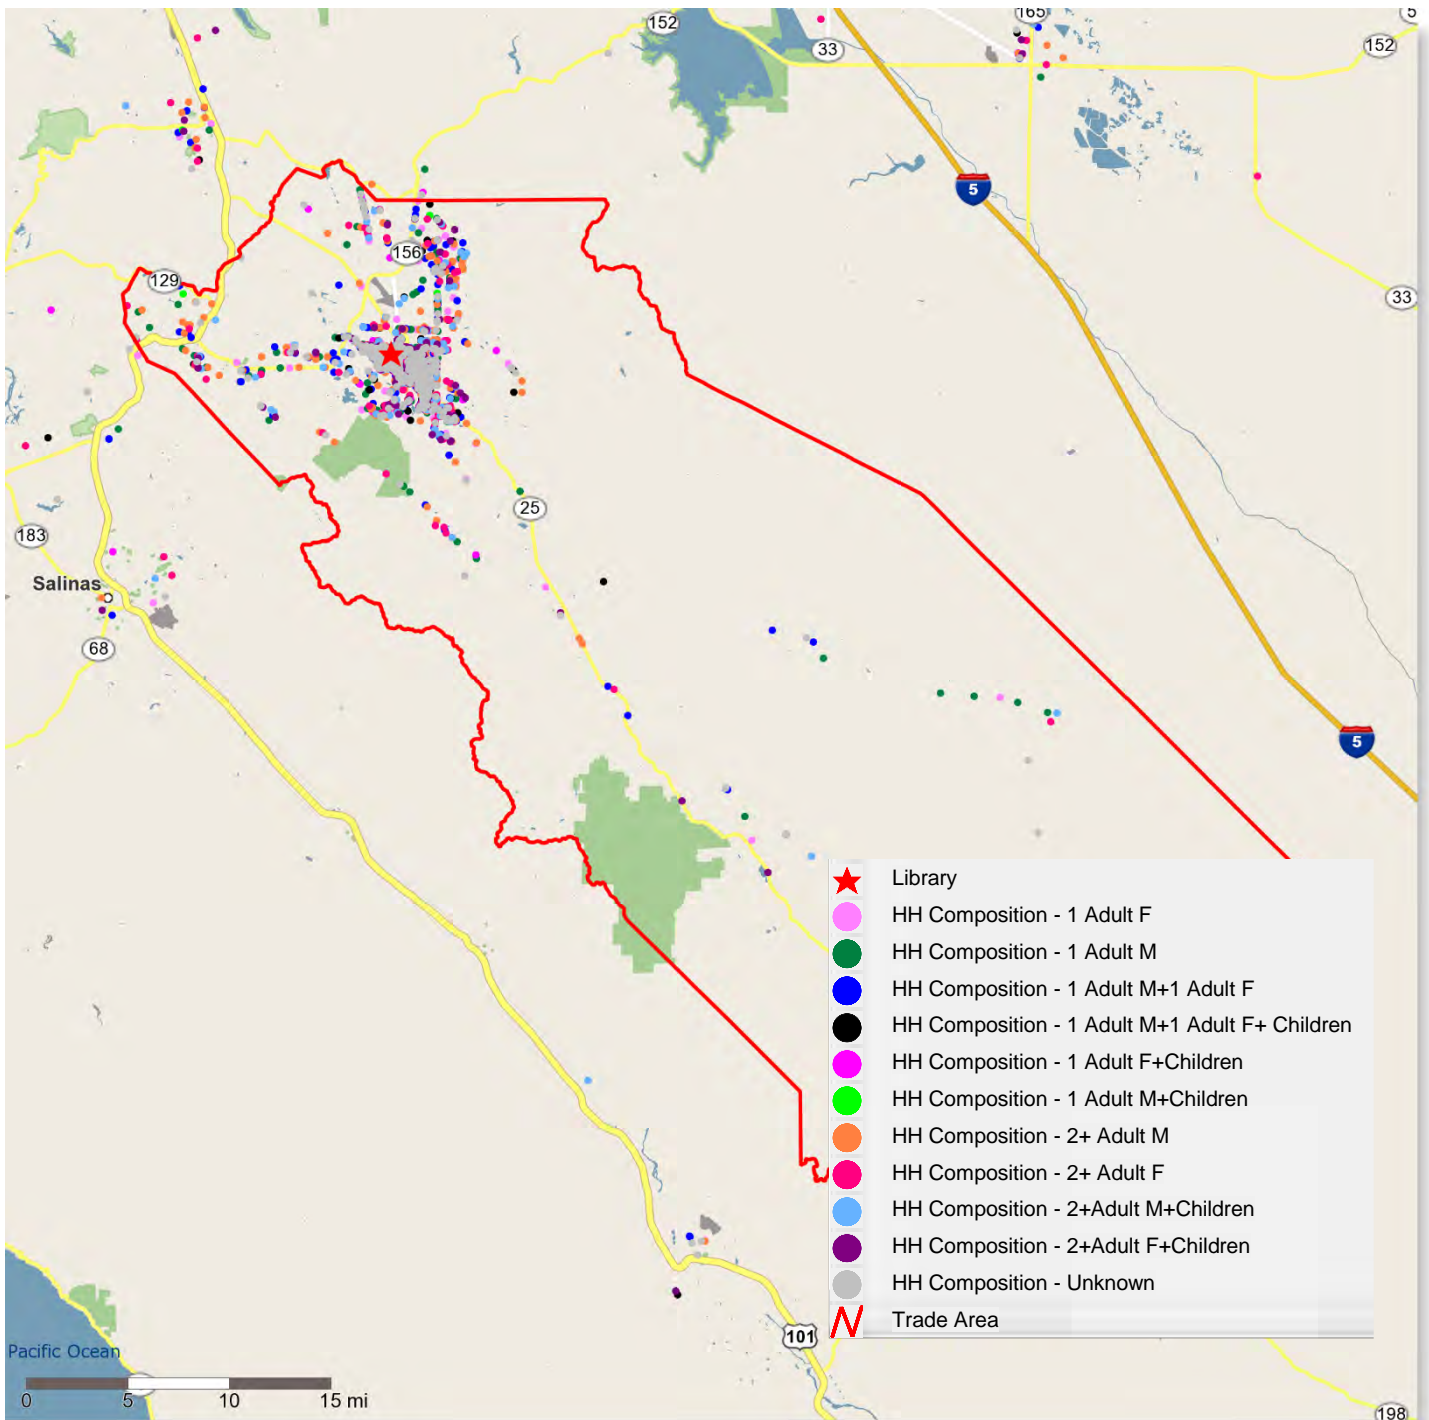 152
165
5
33
152
5
156
129
33
25
183
Salinas
68
5
Library
HH Composition - 1 Adult F
HH Composition - 1 Adult M
HH Composition - 1 Adult M+1 Adult F
HH Composition - 1 Adult M+1 Adult F+ Children
HH Composition - 1 Adult F+Children
HH Composition - 1 Adult M+Children
HH Composition - 2+ Adult M
HH Composition - 2+ Adult F
HH Composition - 2+Adult M+Children
HH Composition - 2+Adult F+Children
HH Composition - Unknown
Trade Area
101
Pacific Ocean
0 5 10 15 mi
198